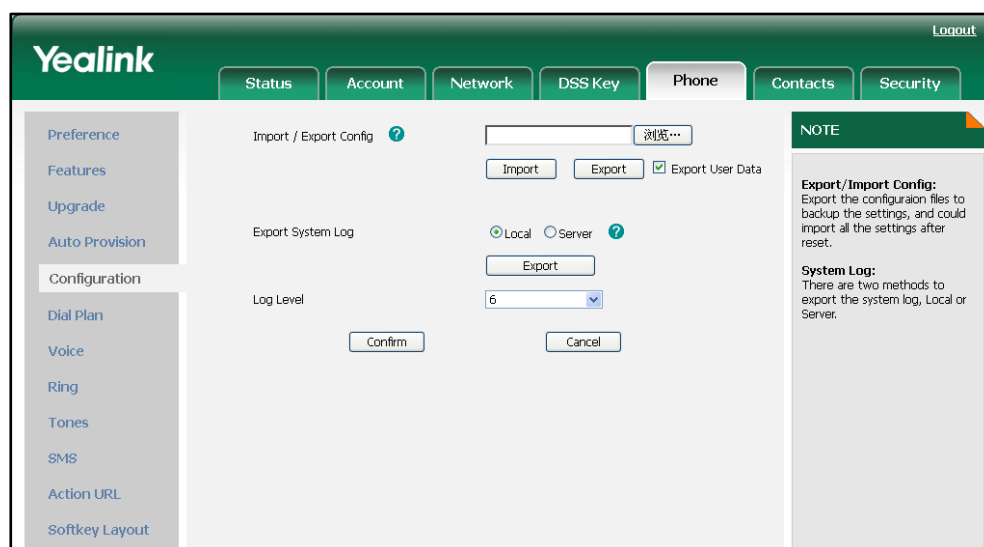 Logout
Yealink
Status Account Network DSS Key Phone Contacts Security
Preference
Features
Upgrade
Auto Provision
Configuration
Dial Plan
Voice
Ring
Tones
SMS
Action URL
Softkey Layout
Import / Export Config ? 浏览…
Import Export Export User Data
Export System Log Local Server ?
Export
Log Level 6
Confirm Cancel
NOTE
Export/Import Config:
Export the configuraion files to
backup the settings, and could
import all the settings after
reset.
System Log:
There are two methods to
export the system log, Local or
Server.